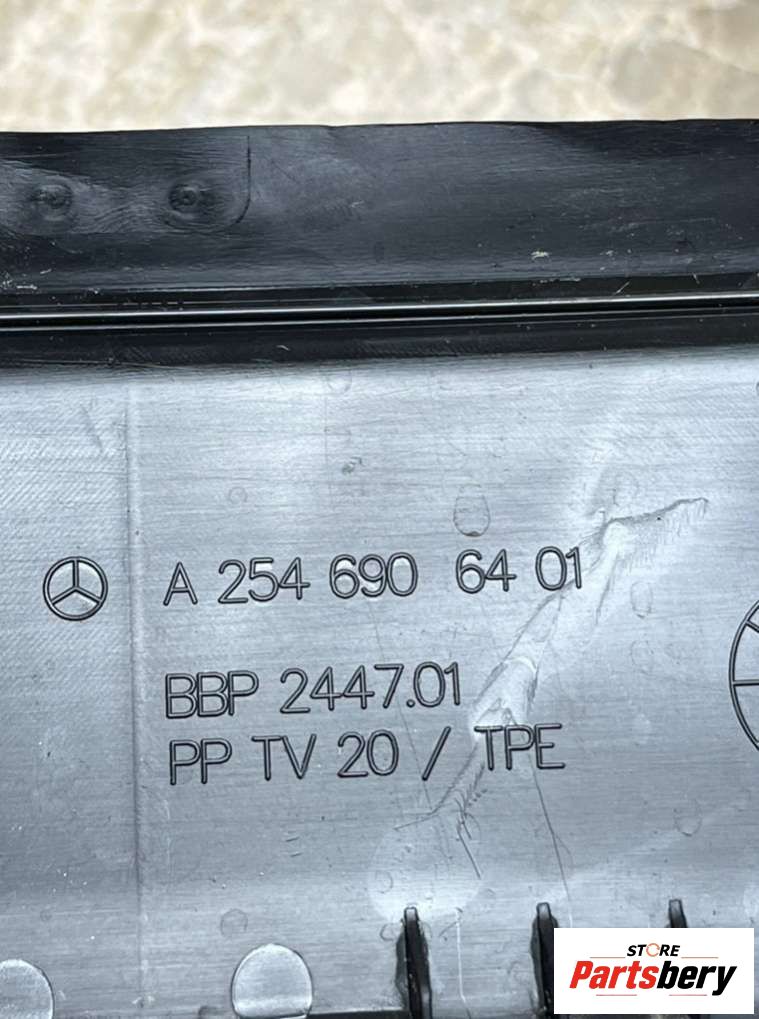 A 254 690 64 01
BBP 2447.01
PP TV 20 / TPE
STORE
Partsbery